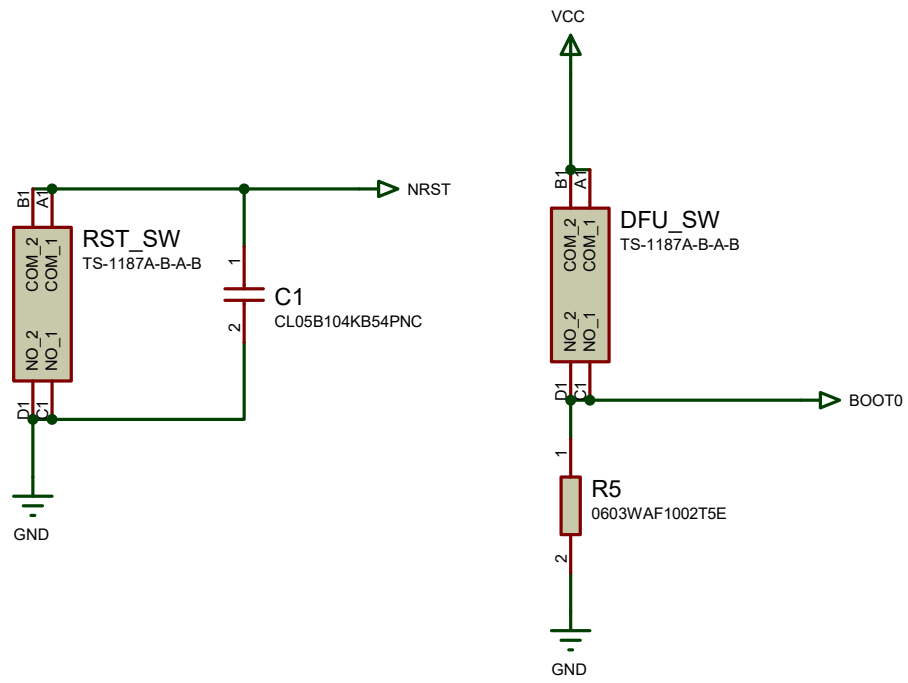 B1
A1
COM_2
COM_1
NO_2
NO_1
D1
C1
RST_SW
TS-1187A-B-A-B
NRST
1
2
C1
CL05B104KB54PNC
GND
VCC
B1
A1
COM_2
COM_1
NO_2
NO_1
D1
C1
DFU_SW
TS-1187A-B-A-B
BOOT0
1
2
R5
0603WAF1002T5E
GND